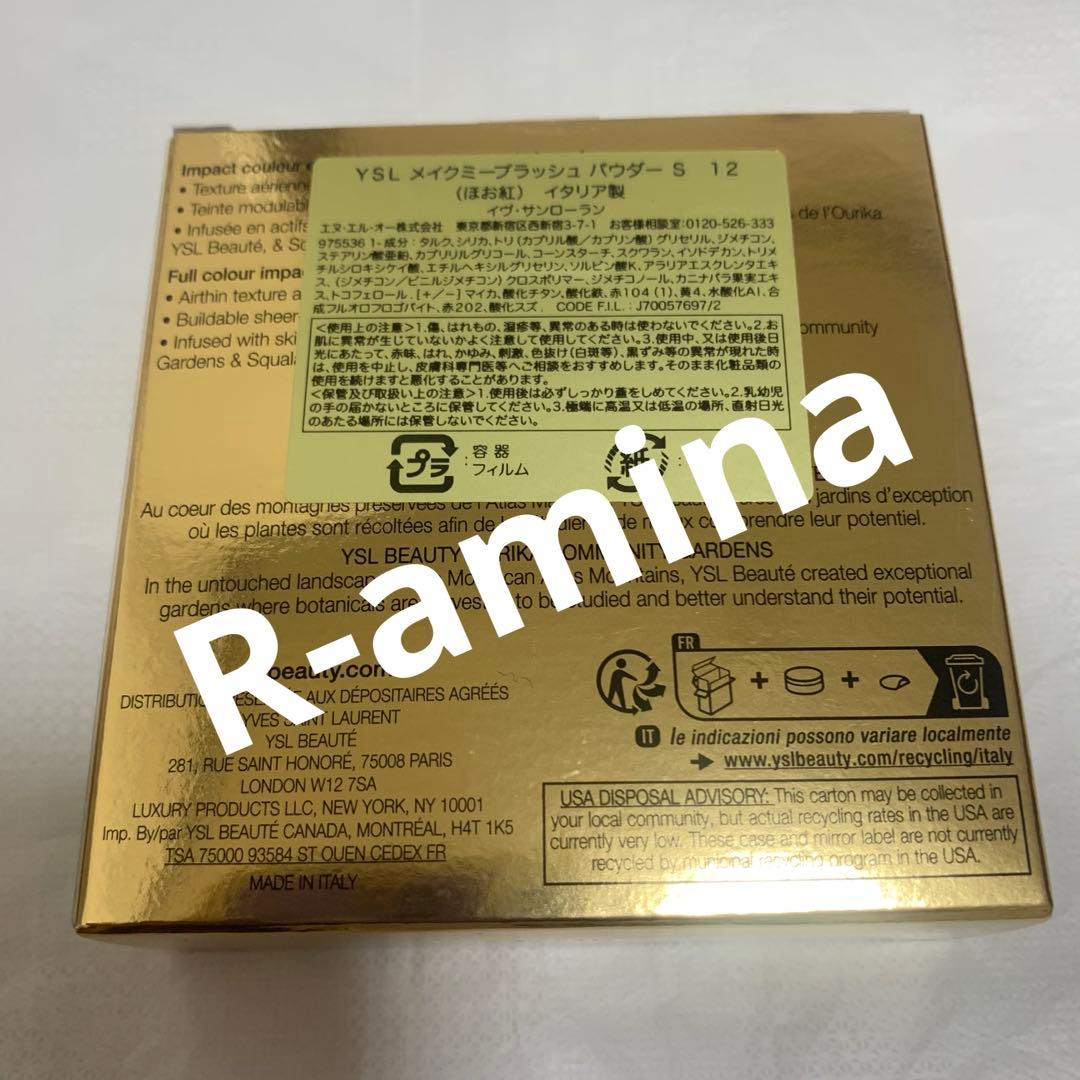 Impact couleur
• Texture aérienn
• Teinte modulab
• Infusée en actifs
YSL Beauté, & Sq
de l'Ourika
Full colour impac
• Airthin texture a
• Buildable sheer-
• Infused with ski
ommunity
Gardens & Squala
YSL メイクミーブラッシュ パウダー S 12
(ほお紅) イタリア製
イヴ・サンローラン
エヌ・エル・オー株式会社 東京都新宿区西新宿3-7-1 お客様相談室:0120-526-333
975536 1- 成分：タルク、シリカ、トリ(カプリル酸／カプリン酸)グリセリル、ジメチコン、
ステアリン酸亜鉛、カプリリルグリコール、コーンスターチ、スクワラン、イソドデカン、トリメ
チルシロキシケイ酸、エチルヘキシルグリセリン、ソルビン酸K、アラリアエスクレンタエキ
ス、(ジメチコン／ビニルジメチコン)クロスポリマー、ジメチコノール、カニナバラ果実エキ
ス、トコフェロール . [+/−] マイカ、酸化チタン、酸化鉄、赤104(1)、黄4、水酸化Al、合
成フルオロフロゴパイト、赤202、酸化スズ . CODE F.I.L. : J70057697/2
＜使用上の注意＞1.傷、はれもの、湿疹等、異常のある時は使わないでください。2.お
肌に異常が生じていないかよく注意して使用してください。3.使用中、又は使用後日
光にあたって、赤味、はれ、かゆみ、刺激、色抜け(白斑等)、黒ずみ等の異常が現れた時
は、使用を中止し、皮膚科専門医等へご相談をおすすめします。そのまま化粧品類の
使用を続けますと悪化することがあります。
＜保管及び取扱い上の注意＞1.使用後は必ずしっかり蓋をしめてください。2.乳幼児
の手の届かないところに保管してください。3.極端に高温又は低温の場所、直射日光
のあたる場所には保管しないでください。
プラ : 容器
フィルム
紙 :
R-amina
Au coeur des montagnes préservées de l'Atlas jardins d'exception
où les plantes sont récoltées afin de comprendre leur potentiel.
YSL BEAUTY OURIKA COMMUNITY GARDENS
In the untouched landscap Moroccan Atlas Mountains, YSL Beauté created exceptional
gardens where botanicals are to be studied and better understand their potential.
beauty.com
DISTRIBUTION AUX DÉPOSITAIRES AGRÉÉS
YVES SAINT LAURENT
YSL BEAUTÉ
281, RUE SAINT HONORÉ, 75008 PARIS
LONDON W12 7SA
LUXURY PRODUCTS LLC, NEW YORK, NY 10001
Imp. By/par YSL BEAUTÉ CANADA, MONTRÉAL, H4T 1K5
TSA 75000 93584 ST OUEN CEDEX FR
MADE IN ITALY
FR
+ +
IT le indicazioni possono variare localmente
→ www.yslbeauty.com/recycling/italy
USA DISPOSAL ADVISORY: This carton may be collected in
your local community, but actual recycling rates in the USA are
currently very low. These case and mirror label are not currently
recycled by municipal recycling program in the USA.